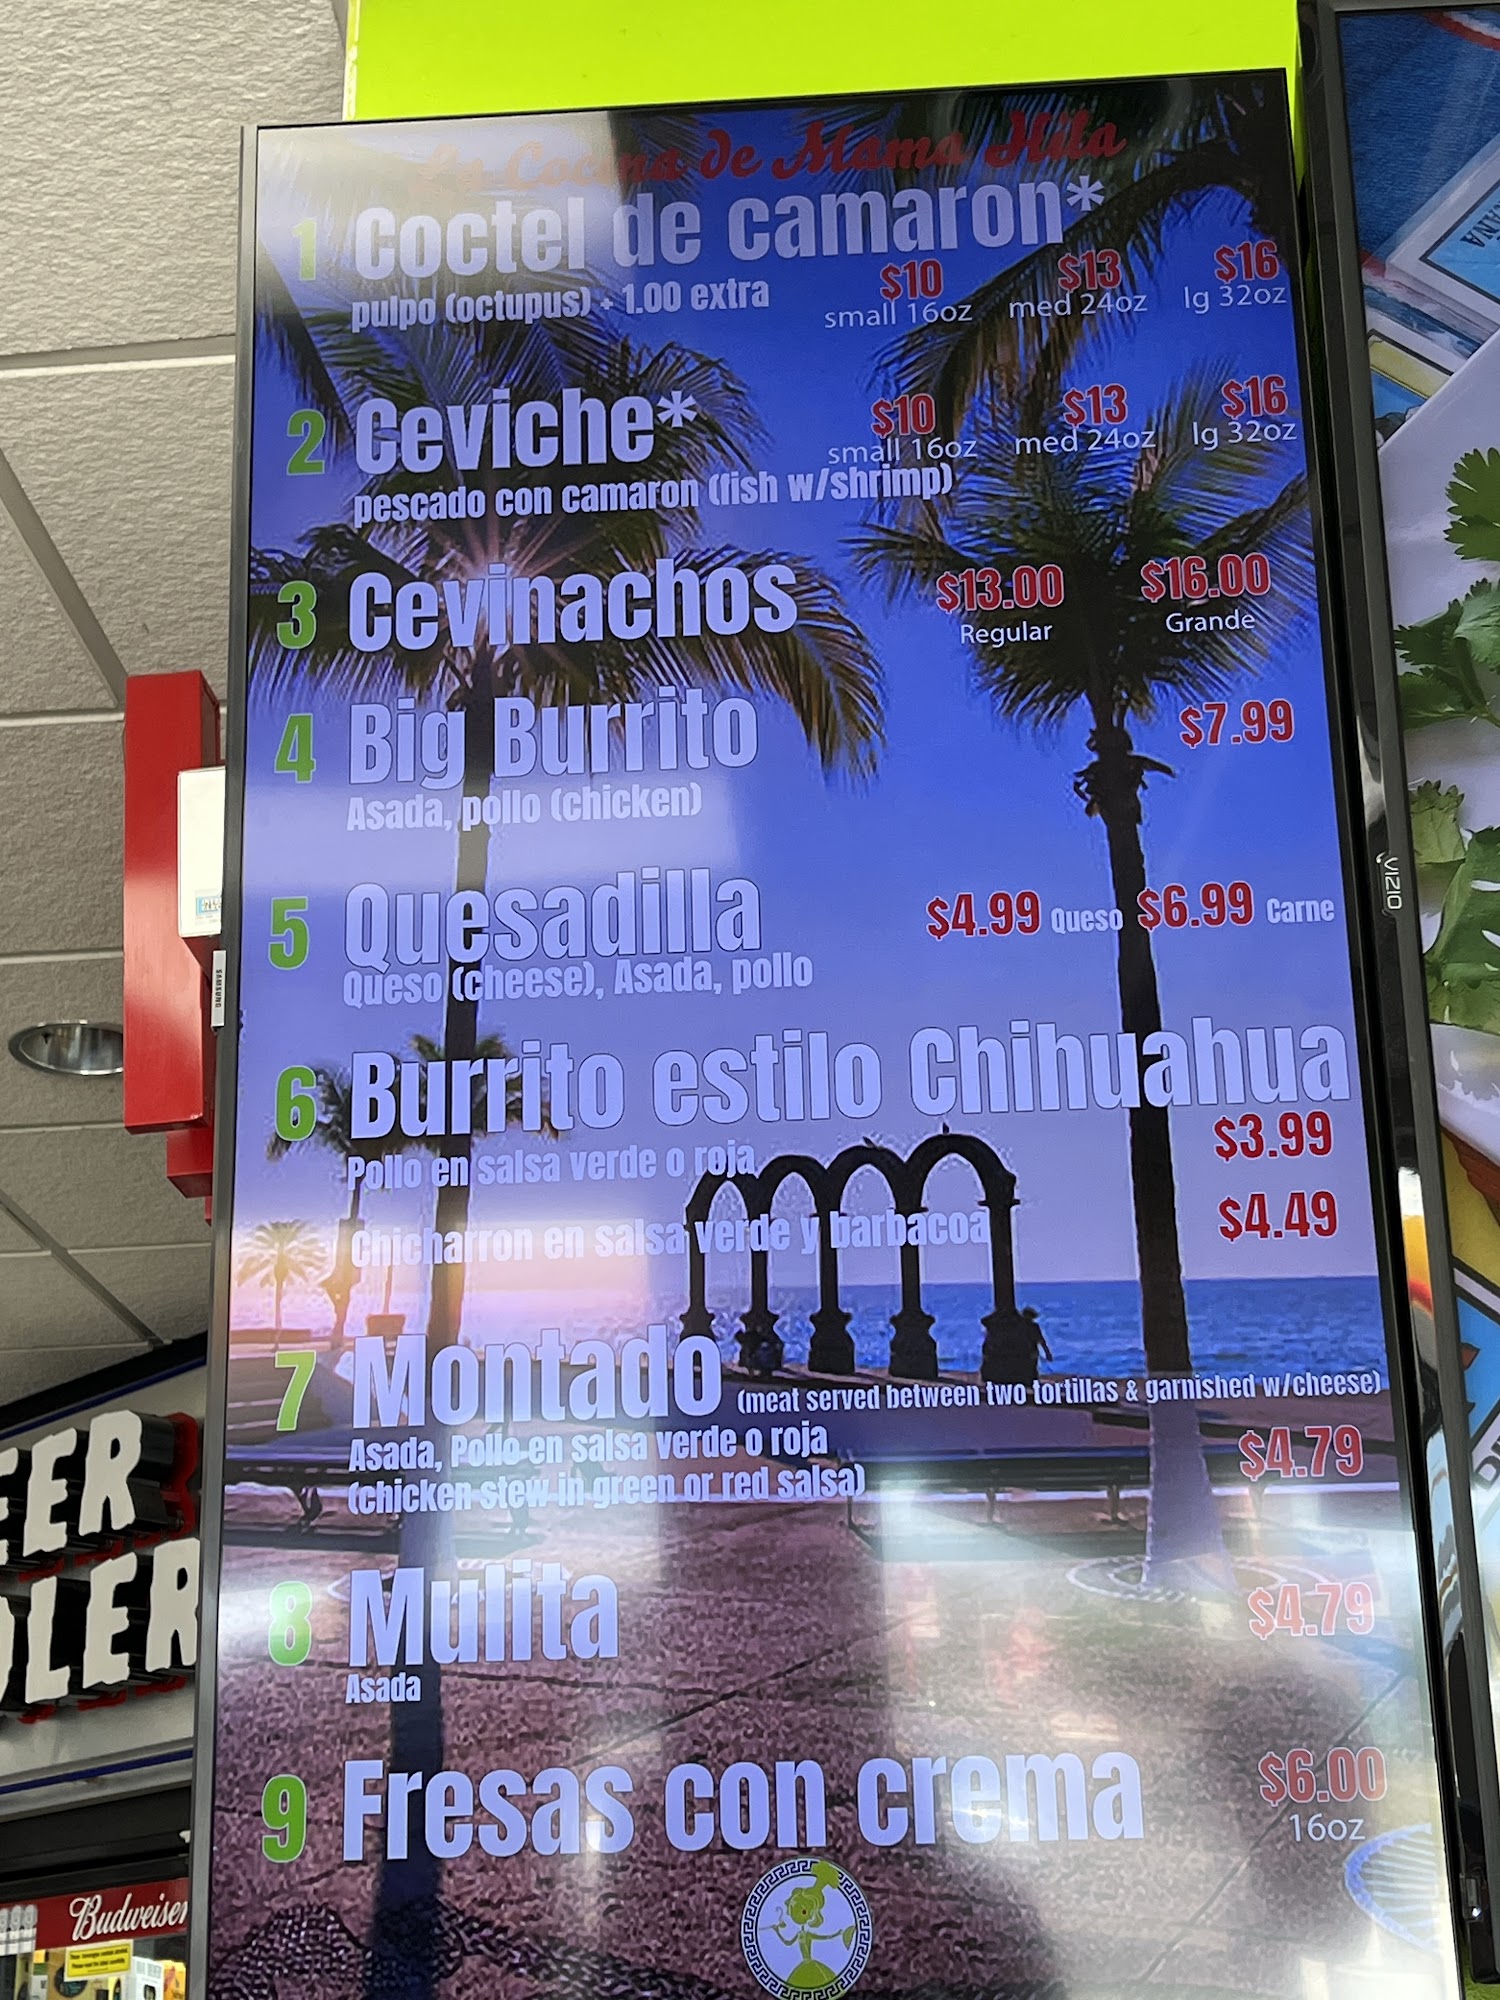 La Cocina de Mama Hila
1 Coctel de camaron*
pulpo (octupus) + 1.00 extra
$10 $13 $16
small 16oz med 24oz lg 32oz
2 Ceviche*
$10 $13 $16
small 16oz med 24oz lg 32oz
pescado con camaron (fish w/shrimp)
3 Cevinachos $13.00 $16.00
Regular Grande
4 Big Burrito $7.99
Asada, pollo (chicken)
5 Quesadilla $4.99 Queso $6.99 Carne
Queso (cheese), Asada, pollo
6 Burrito estilo Chihuahua
Pollo en salsa verde o roja $3.99
Chicharron en salsa verde y barbacoa $4.49
7 Montado (meat served between two tortillas & garnished w/cheese)
Asada, Pollo en salsa verde o roja $4.79
(chicken stew in green or red salsa)
8 Mulita $4.79
Asada
9 Fresas con crema $6.00
16oz
SAMSUNG
VIZIO
Budweiser